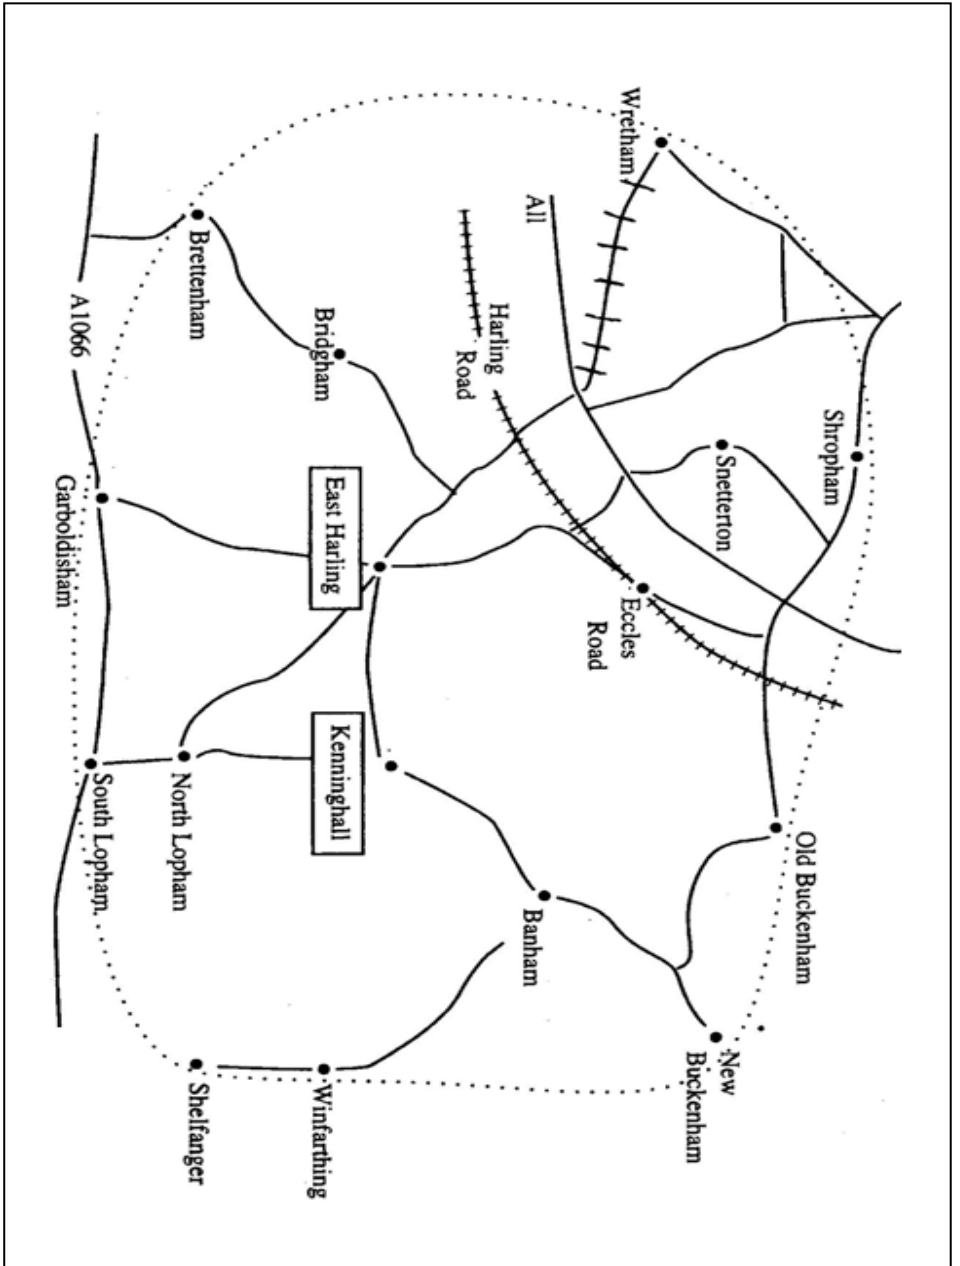 Wretham
Shropham
Old Buckenham
New
Buckenham
Snetterton
A11
Eccles
Road
Harling
Road
Banham
Bridgham
East Harling
Kenninghall
Winfarthing
Brettenham
North Lopham
Shelfanger
A1066
Garboldisham
South Lopham